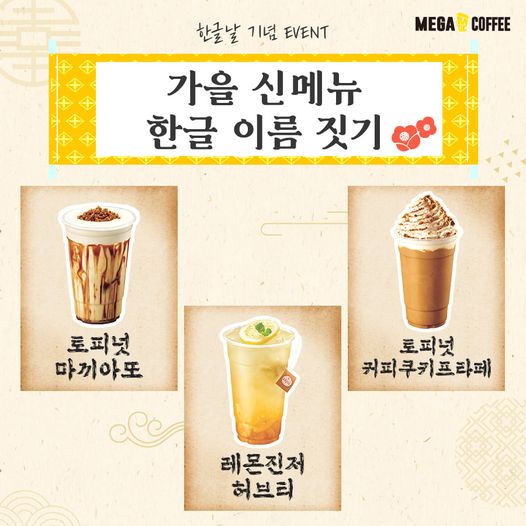 한글날 기념 EVENT
MEGA COFFEE
가을 신메뉴
한글 이름 짓기
토피넛
마끼아또
토피넛
커피쿠키프라페
레몬진저
허브티